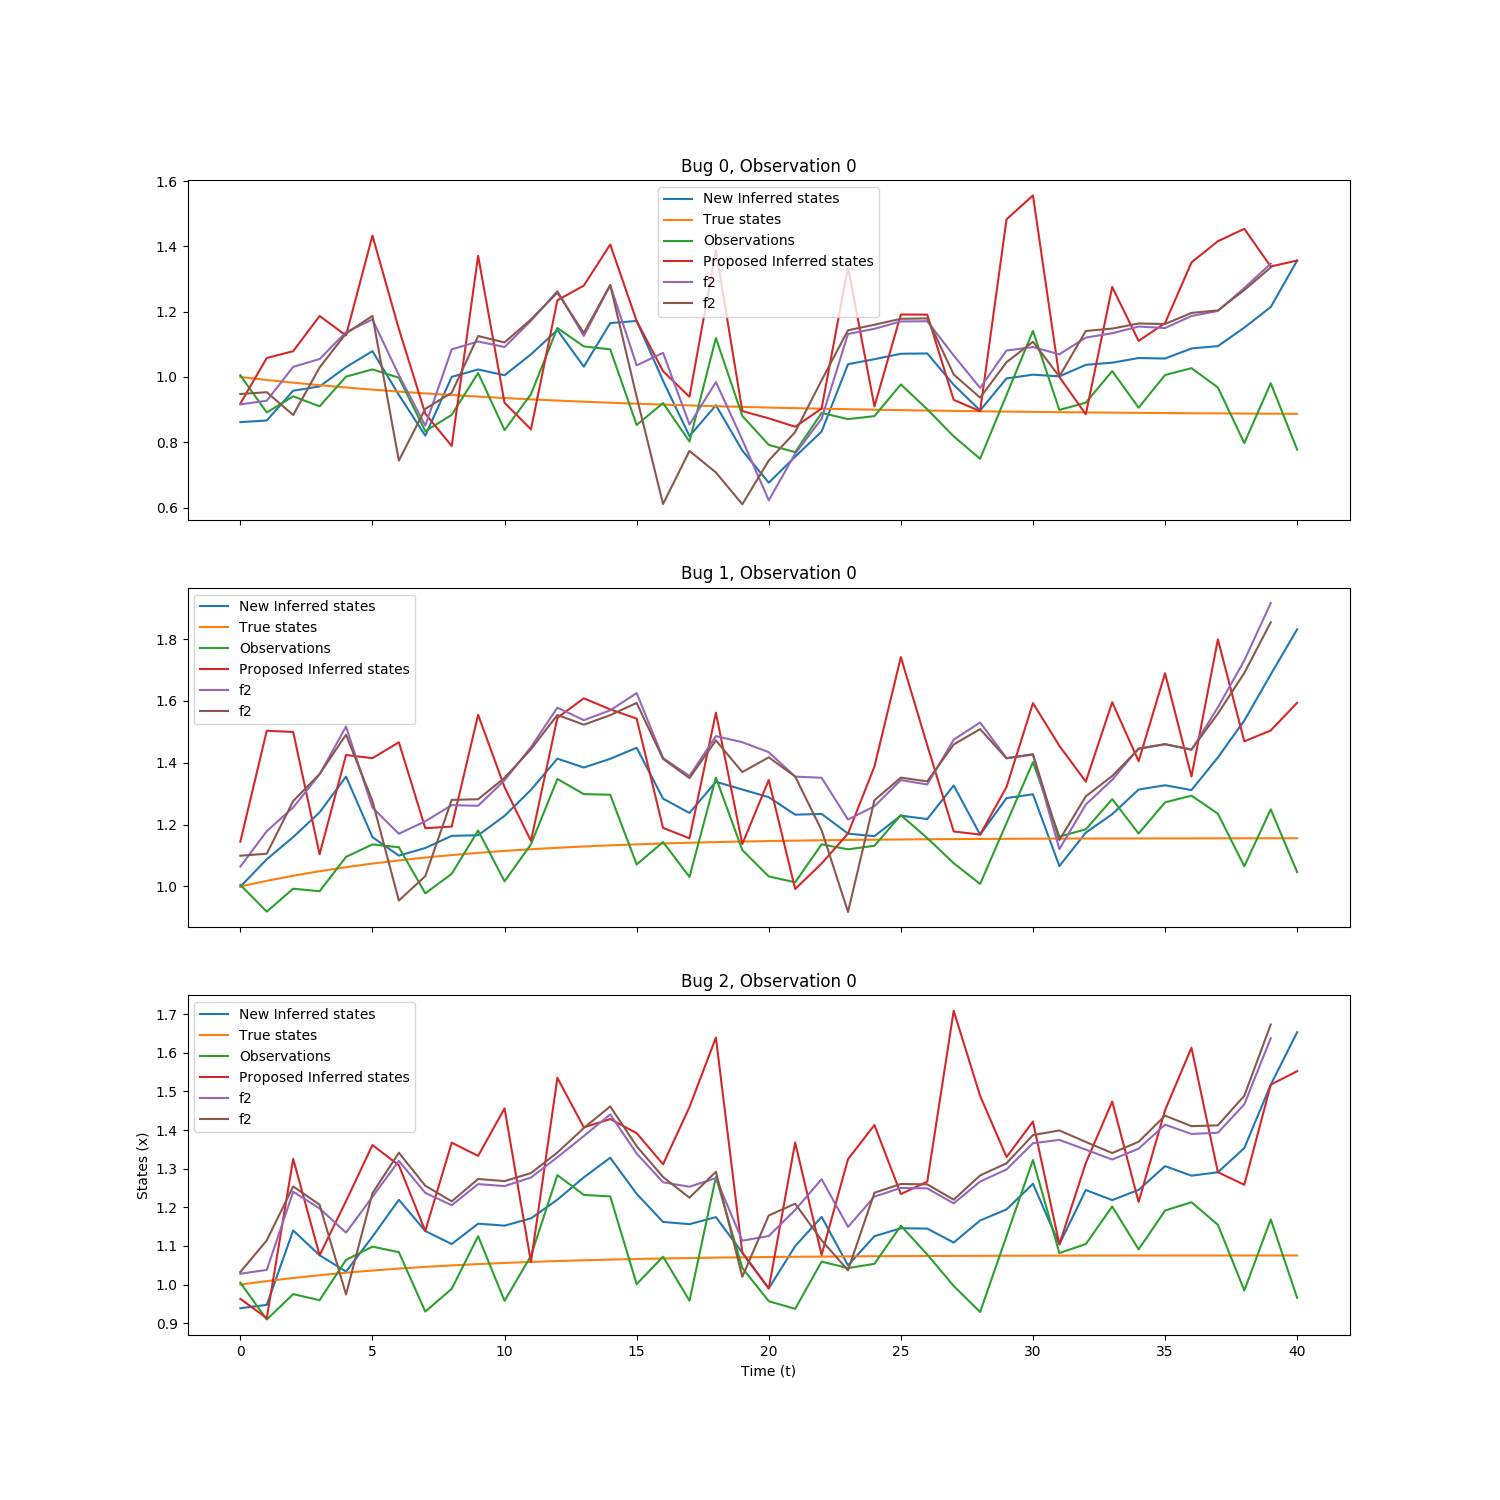 Bug 0, Observation 0
1.6
1.4
1.2
1.0
0.8
0.6
New Inferred states
True states
Observations
Proposed Inferred states
f2
f2
Bug 1, Observation 0
1.8
1.6
1.4
1.2
1.0
New Inferred states
True states
Observations
Proposed Inferred states
f2
f2
Bug 2, Observation 0
1.7
1.6
1.5
1.4
1.3
1.2
1.1
1.0
0.9
States (x)
New Inferred states
True states
Observations
Proposed Inferred states
f2
f2
0 5 10 15 20 25 30 35 40
Time (t)